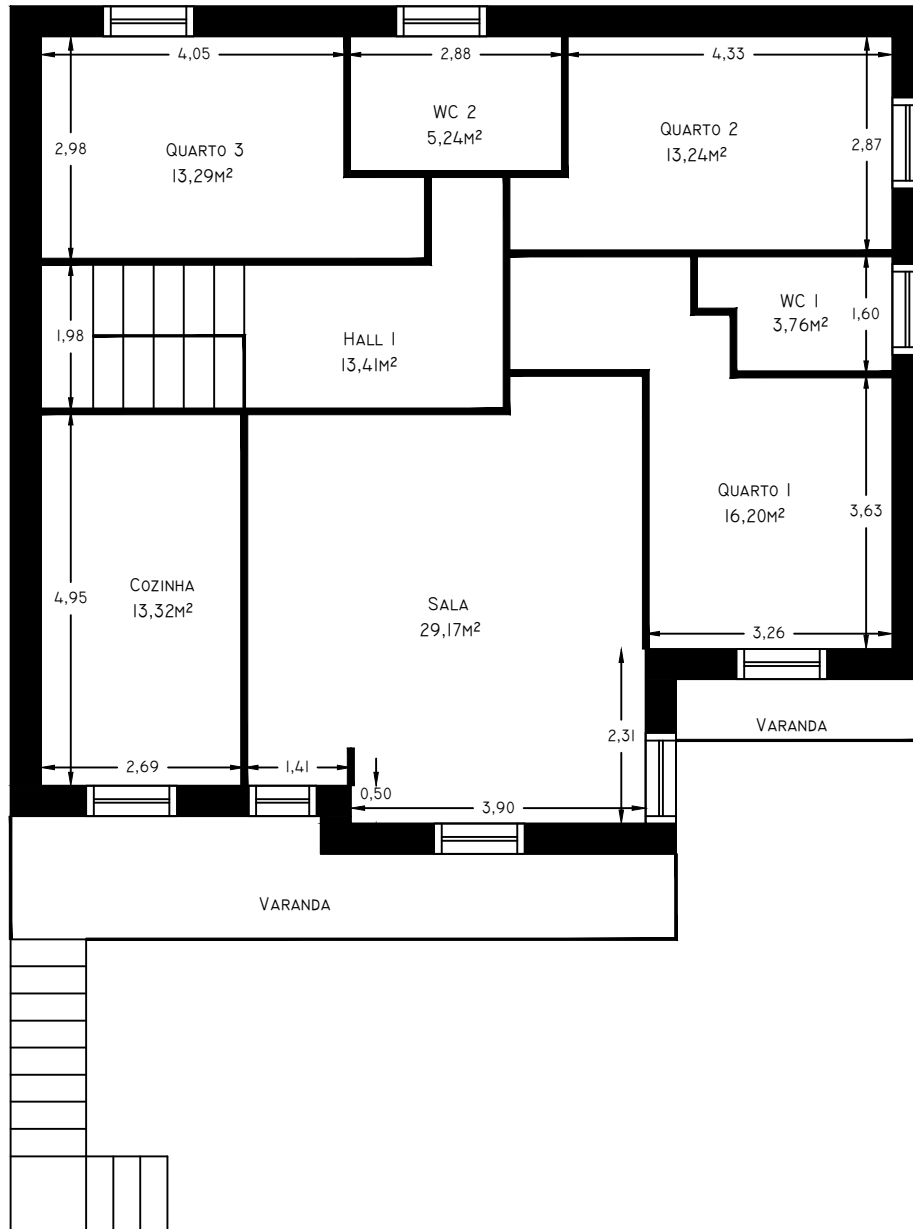 4,05
2,88
4,33
WC 2
5,24M²
QUARTO 2
13,24M²
2,98
QUARTO 3
13,29M²
2,87
WC 1
3,76M²
1,60
1,98
HALL 1
13,41M²
QUARTO 1
16,20M²
3,63
4,95
COZINHA
13,32M²
SALA
29,17M²
3,26
2,31
VARANDA
2,69
1,41
0,50
3,90
VARANDA